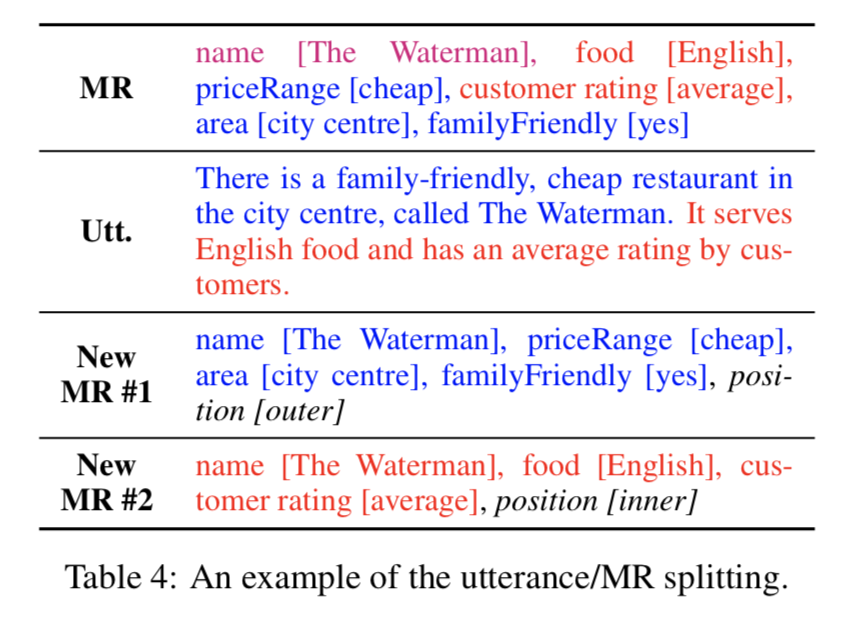 MR
name [The Waterman], food [English],
priceRange [cheap], customer rating [average],
area [city centre], familyFriendly [yes]
Utt.
There is a family-friendly, cheap restaurant in
the city centre, called The Waterman. It serves
English food and has an average rating by cus-
tomers.
New
MR #1
name [The Waterman], priceRange [cheap],
area [city centre], familyFriendly [yes], posi-
tion [outer]
New
MR #2
name [The Waterman], food [English], cus-
tomer rating [average], position [inner]
Table 4: An example of the utterance/MR splitting.